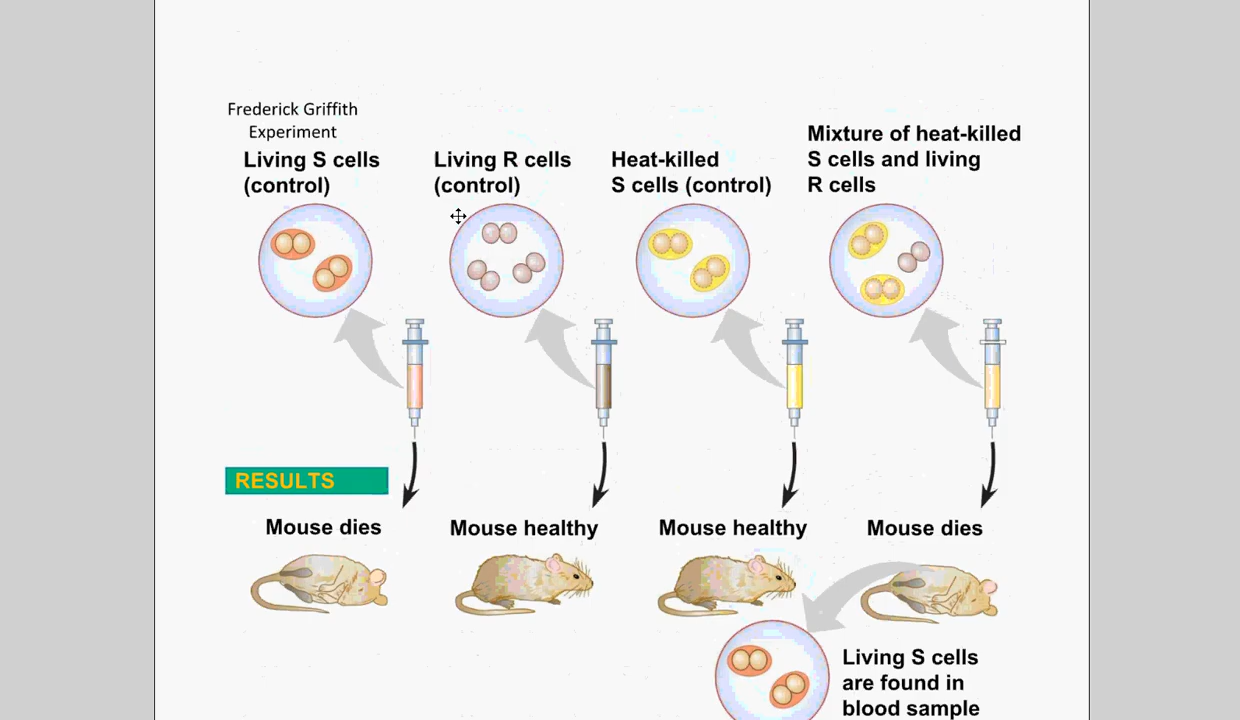 Frederick Griffith
Experiment
Living S cells
(control)
Living R cells
(control)
Heat-killed
S cells (control)
Mixture of heat-killed
S cells and living
R cells
RESULTS
Mouse dies
Mouse healthy
Mouse healthy
Mouse dies
Living S cells
are found in
blood sample